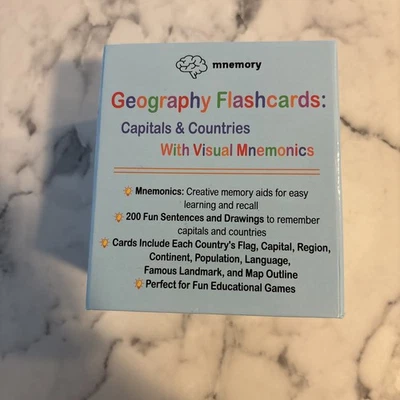 mnemory
Geography Flashcards:
Capitals & Countries
With Visual Mnemonics
Mnemonics: Creative memory aids for easy
learning and recall
200 Fun Sentences and Drawings to remember
capitals and countries
Cards Include Each Country's Flag, Capital, Region,
Continent, Population, Language,
Famous Landmark, and Map Outline
Perfect for Fun Educational Games